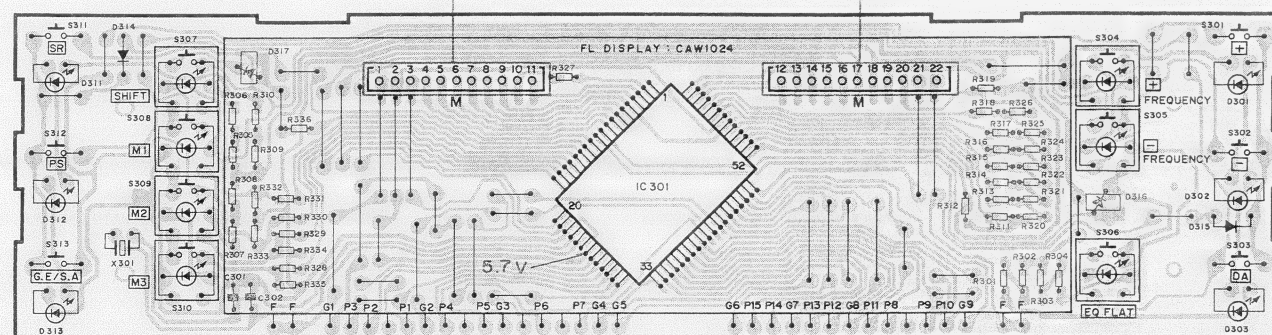 S311
SR
D311
S312
PS
D312
S313
G.E/S.A
D313
D314
SHIFT
X301
S307
S308
M1
S309
M2
M3
S310
D317
R306 R310
R309
R308
R332
R307
R333
C301
C302
R336
R331
R330
R329
R334
R326
R335
FL DISPLAY : CAW1024
1 2 3 4 5 6 7 8 9 10 11
M
R327
12 13 14 15 16 17 18 19 20 21 22
M
1
52
IC 301
20
33
5.7V
R319
R318 R326
R317 R325
R316 R324
R315 R323
R314 R322
R313 R321
R312
R311 R320
R301
R302 R304
R303
F F G1 P3 P2 P1 G2 P4 P5 G3 P6 P7 G4 G5
G6 P15 P14 G7 P13 P12 G8 P11 P8 P9 P10 G9 F F
S304
+
FREQUENCY
S305
−
FREQUENCY
D316
S306
EQ FLAT
S301
+
D301
S302
−
D302
D315
S303
DA
D303